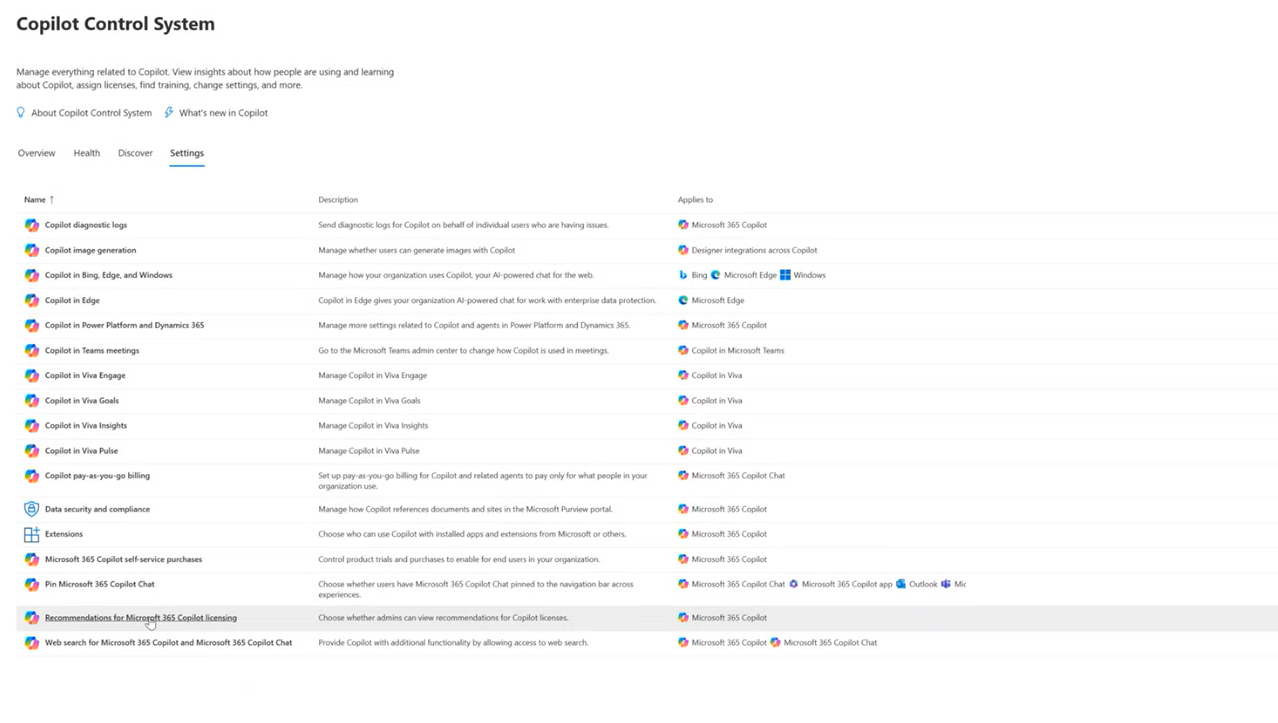 Copilot Control System
Manage everything related to Copilot. View insights about how people are using and learning
about Copilot, assign licenses, find training, change settings, and more.
About Copilot Control System What's new in Copilot
Overview Health Discover Settings
Name ↑ Description Applies to
Copilot diagnostic logs Send diagnostic logs for Copilot on behalf of individual users who are having issues. Microsoft 365 Copilot
Copilot image generation Manage whether users can generate images with Copilot Designer integrations across Copilot
Copilot in Bing, Edge, and Windows Manage how your organization uses Copilot, your AI-powered chat for the web. Bing Microsoft Edge Windows
Copilot in Edge Copilot in Edge gives your organization AI-powered chat for work with enterprise data protection. Microsoft Edge
Copilot in Power Platform and Dynamics 365 Manage more settings related to Copilot and agents in Power Platform and Dynamics 365. Microsoft 365 Copilot
Copilot in Teams meetings Go to the Microsoft Teams admin center to change how Copilot is used in meetings. Copilot in Microsoft Teams
Copilot in Viva Engage Manage Copilot in Viva Engage Copilot in Viva
Copilot in Viva Goals Manage Copilot in Viva Goals Copilot in Viva
Copilot in Viva Insights Manage Copilot in Viva Insights Copilot in Viva
Copilot in Viva Pulse Manage Copilot in Viva Pulse Copilot in Viva
Copilot pay-as-you-go billing Set up pay-as-you-go billing for Copilot and related agents to pay only for what people in your Microsoft 365 Copilot Chat
organization use.
Data security and compliance Manage how Copilot references documents and sites in the Microsoft Purview portal. Microsoft 365 Copilot
Extensions Choose who can use Copilot with installed apps and extensions from Microsoft or others. Microsoft 365 Copilot
Microsoft 365 Copilot self-service purchases Control product trials and purchases to enable for end users in your organization. Microsoft 365 Copilot
Pin Microsoft 365 Copilot Chat Choose whether users have Microsoft 365 Copilot Chat pinned to the navigation bar across Microsoft 365 Copilot Chat Microsoft 365 Copilot app Outlook Mic
experiences.
Recommendations for Microsoft 365 Copilot licensing Choose whether admins can view recommendations for Copilot licenses. Microsoft 365 Copilot
Web search for Microsoft 365 Copilot and Microsoft 365 Copilot Chat Provide Copilot with additional functionality by allowing access to web search. Microsoft 365 Copilot Microsoft 365 Copilot Chat